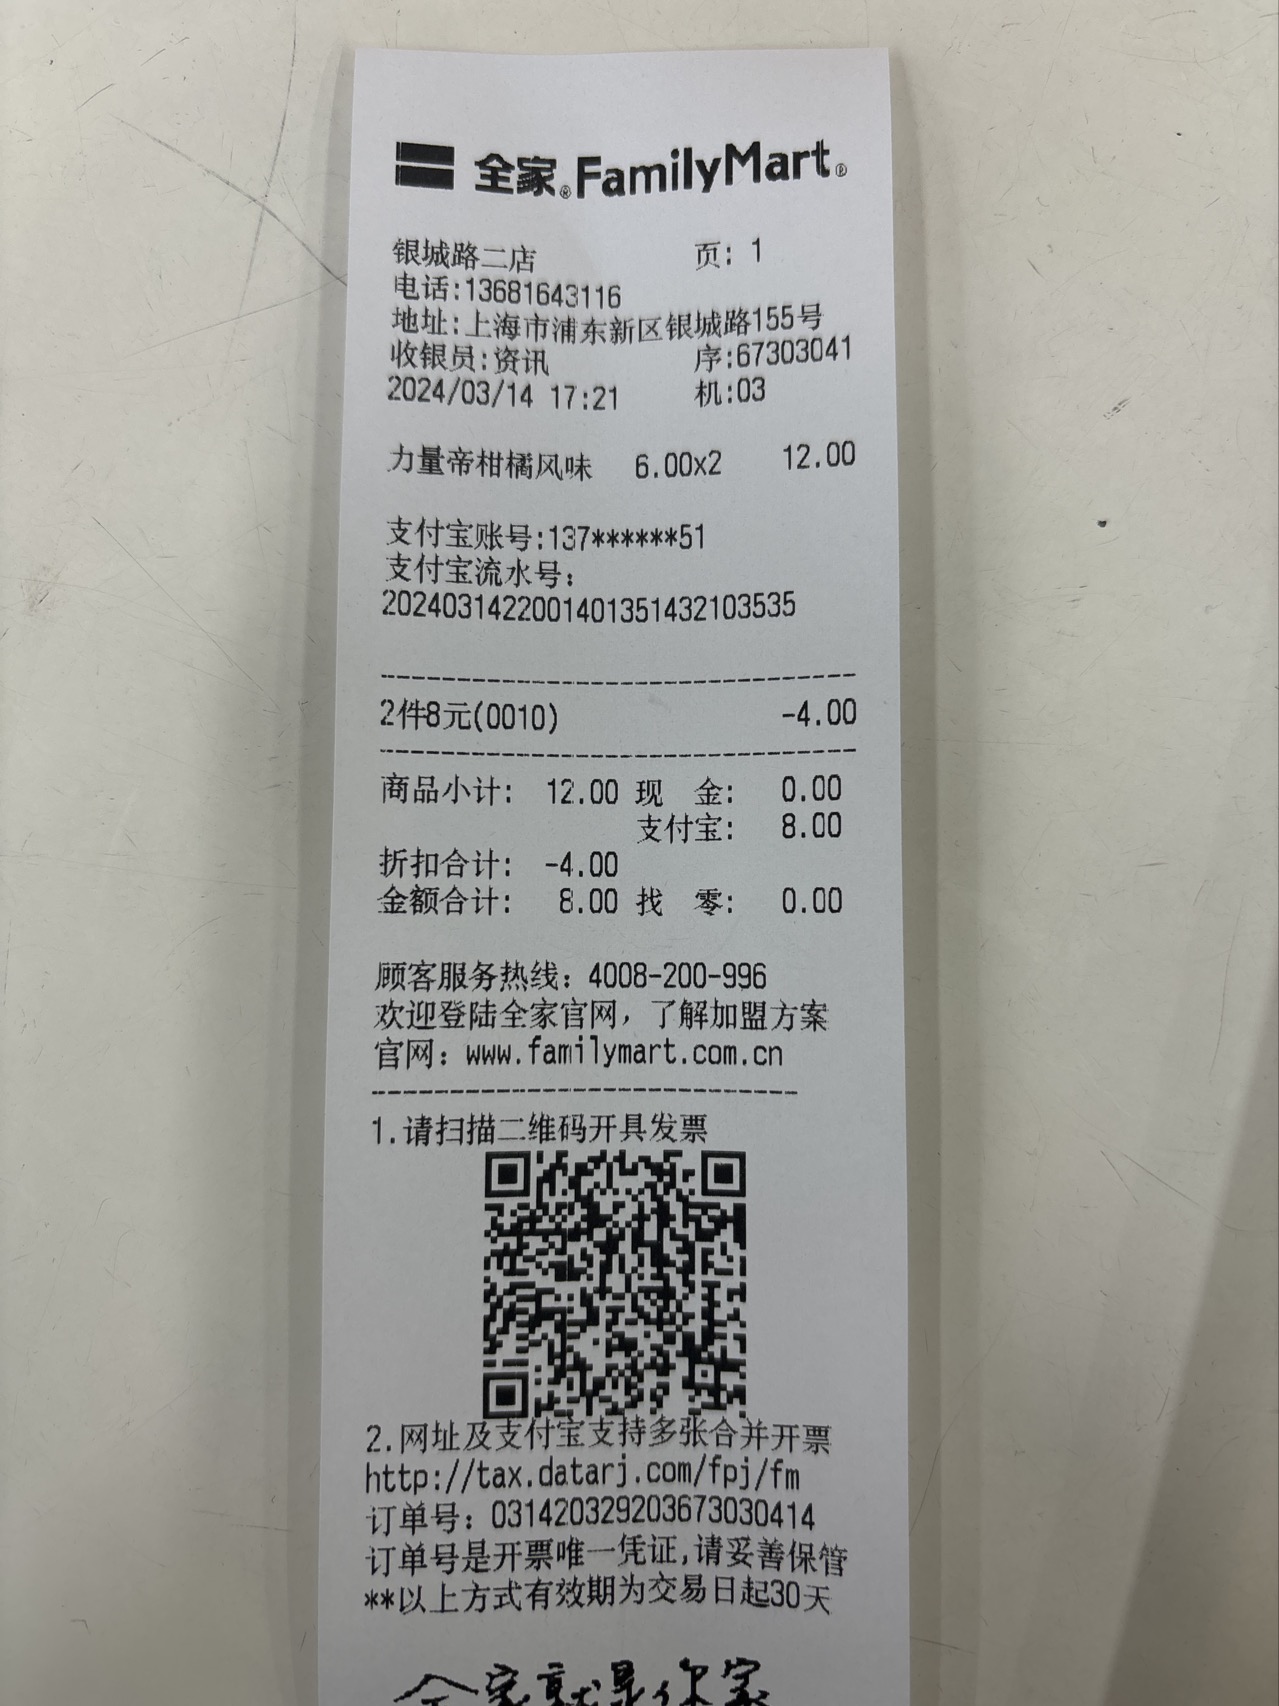 全家® FamilyMart®
银城路二店 页: 1
电话:13681643116
地址:上海市浦东新区银城路155号
收银员:资讯 序:67303041
2024/03/14 17:21 机:03
力量帝柑橘风味 6.00x2 12.00
支付宝账号:137******51
支付宝流水号:
2024031422001401351432103535
2件8元(0010) -4.00
商品小计: 12.00 现 金: 0.00
支付宝: 8.00
折扣合计: -4.00
金额合计: 8.00 找 零: 0.00
顾客服务热线: 4008-200-996
欢迎登陆全家官网，了解加盟方案
官网: www.familymart.com.cn
1.请扫描二维码开具发票
2.网址及支付宝支持多张合并开票
http://tax.datarj.com/fpj/fm
订单号: 031420329203673030414
订单号是开票唯一凭证,请妥善保管
**以上方式有效期为交易日起30天
全家就是你家